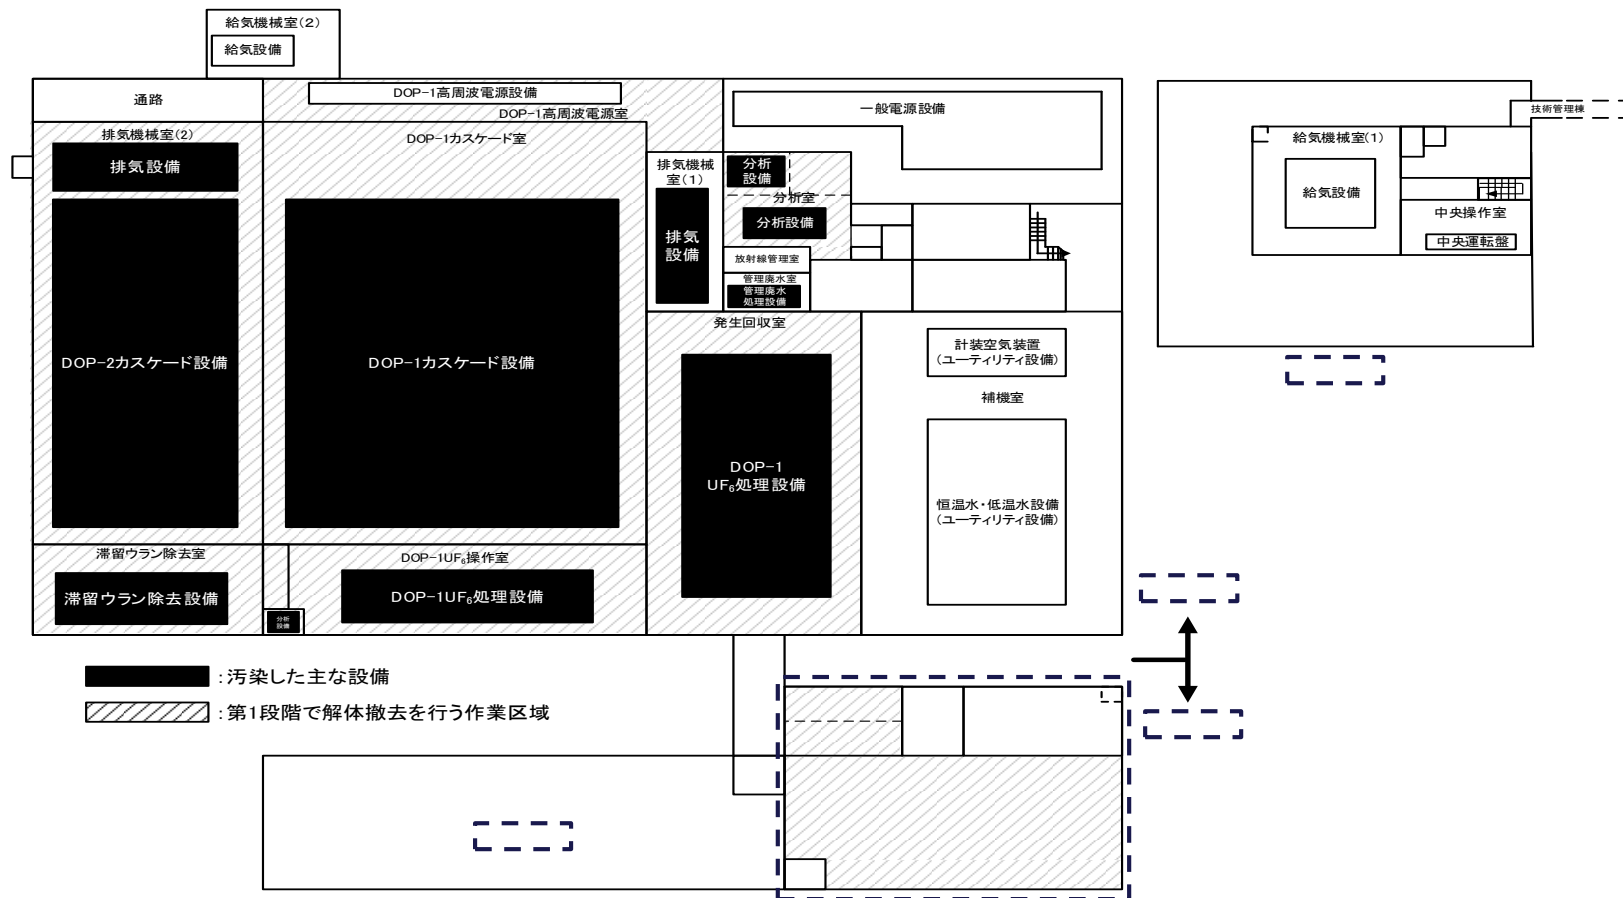 給気機械室(2)
給気設備
通路
DOP-1高周波電源設備
DOP-1高周波電源室
一般電源設備
技術管理棟
排気機械室(2)
排気設備
DOP-1カスケード室
排気機械
室(1)
排気
設備
分析
設備
分析室
分析設備
放射線管理室
管理廃水室
管理廃水
処理設備
給気機械室(1)
給気設備
中央操作室
中央運転盤
DOP-2カスケード設備
DOP-1カスケード設備
発生回収室
DOP-1
UF₆処理設備
計装空気装置
(ユーティリティ設備)
補機室
恒温水・低温水設備
(ユーティリティ設備)
滞留ウラン除去室
滞留ウラン除去設備
分析
設備
DOP-1UF₆操作室
DOP-1UF₆処理設備
:汚染した主な設備
:第1段階で解体撤去を行う作業区域